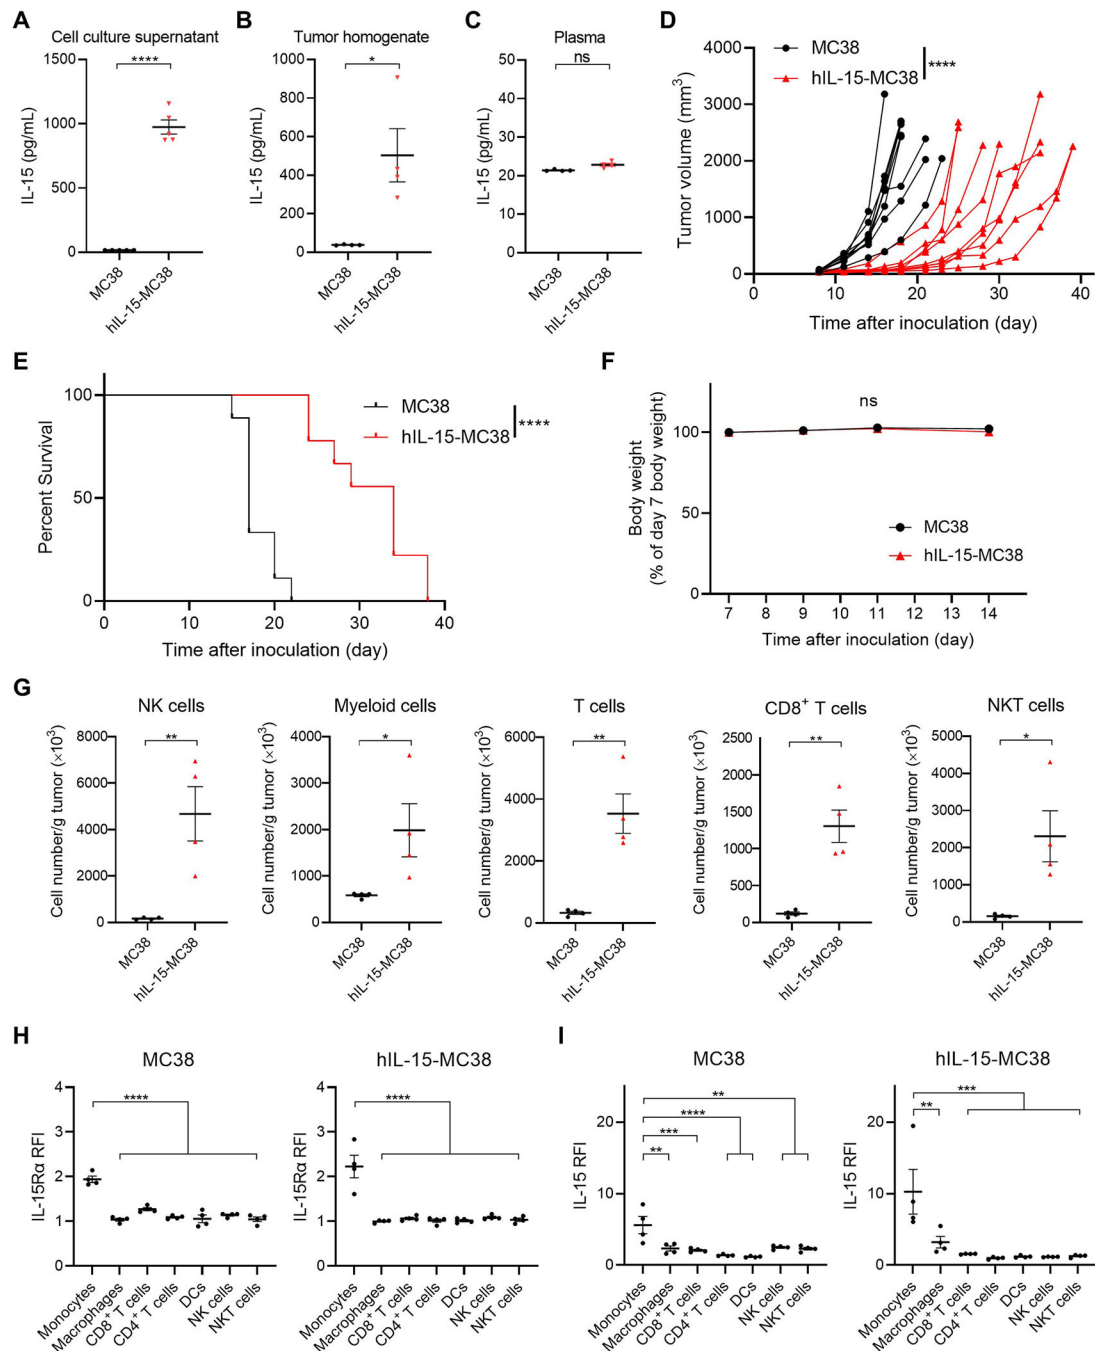 A
Cell culture supernatant
1500
1000
500
0
IL-15 (pg/mL)
****
MC38
hIL-15-MC38
B
Tumor homogenate
1000
800
600
400
200
0
IL-15 (pg/mL)
*
MC38
hIL-15-MC38
C
Plasma
50
40
30
20
10
0
IL-15 (pg/mL)
ns
MC38
hIL-15-MC38
D
4000
3000
2000
1000
0
Tumor volume (mm³)
MC38
hIL-15-MC38
****
0 10 20 30 40
Time after inoculation (day)
E
100
50
0
Percent Survival
MC38
hIL-15-MC38
****
0 10 20 30 40
Time after inoculation (day)
F
100
50
0
Body weight
(% of day 7 body weight)
ns
MC38
hIL-15-MC38
7 8 9 10 11 12 13 14
Time after inoculation (day)
G
NK cells
8000
6000
4000
2000
0
Cell number/g tumor (×10³)
**
MC38
hIL-15-MC38
Myeloid cells
4000
3000
2000
1000
0
Cell number/g tumor (×10³)
*
MC38
hIL-15-MC38
T cells
6000
4000
2000
0
Cell number/g tumor (×10³)
**
MC38
hIL-15-MC38
CD8⁺ T cells
2500
2000
1500
1000
500
0
Cell number/g tumor (×10³)
**
MC38
hIL-15-MC38
NKT cells
5000
4000
3000
2000
1000
0
Cell number/g tumor (×10³)
*
MC38
hIL-15-MC38
H
MC38
4
3
2
1
0
IL-15Rα RFI
****
Monocytes
Macrophages
CD8⁺ T cells
CD4⁺ T cells
DCs
NK cells
NKT cells
hIL-15-MC38
4
3
2
1
0
IL-15Rα RFI
****
Monocytes
Macrophages
CD8⁺ T cells
CD4⁺ T cells
DCs
NK cells
NKT cells
I
MC38
20
10
0
IL-15 RFI
**
****
***
**
Monocytes
Macrophages
CD8⁺ T cells
CD4⁺ T cells
DCs
NK cells
NKT cells
hIL-15-MC38
20
10
0
IL-15 RFI
***
**
Monocytes
Macrophages
CD8⁺ T cells
CD4⁺ T cells
DCs
NK cells
NKT cells